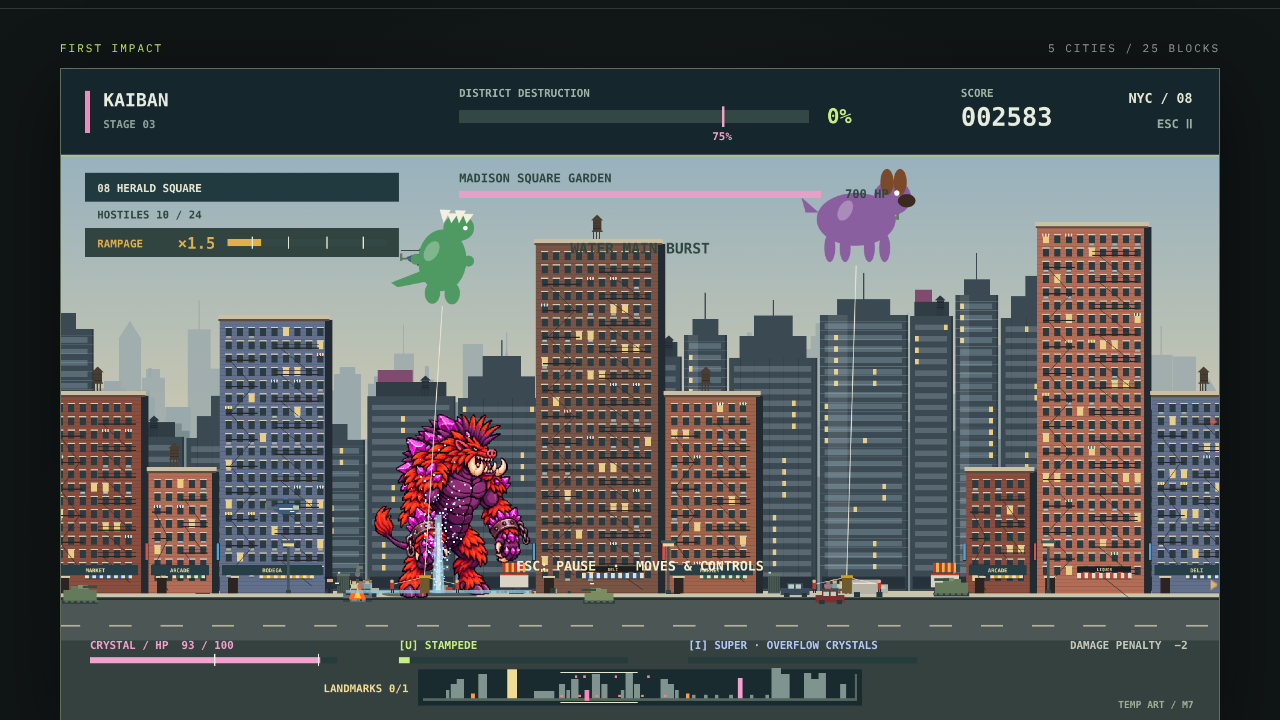 FIRST IMPACT
5 CITIES / 25 BLOCKS
KAIBAN
STAGE 03
DISTRICT DESTRUCTION
0%
75%
SCORE
002583
NYC / 08
ESC II
08 HERALD SQUARE
HOSTILES 10 / 24
RAMPAGE ×1.5
MADISON SQUARE GARDEN
700 HP
WATER MAIN BURST
MARKET
ARCADE
BODEGA
DELI
ARCADE
LIQUOR
DELI
ESC PAUSE MOVES & CONTROLS
CRYSTAL / HP 93 / 100
[U] STAMPEDE
[I] SUPER · OVERFLOW CRYSTALS
DAMAGE PENALTY −2
LANDMARKS 0/1
TEMP ART / M7